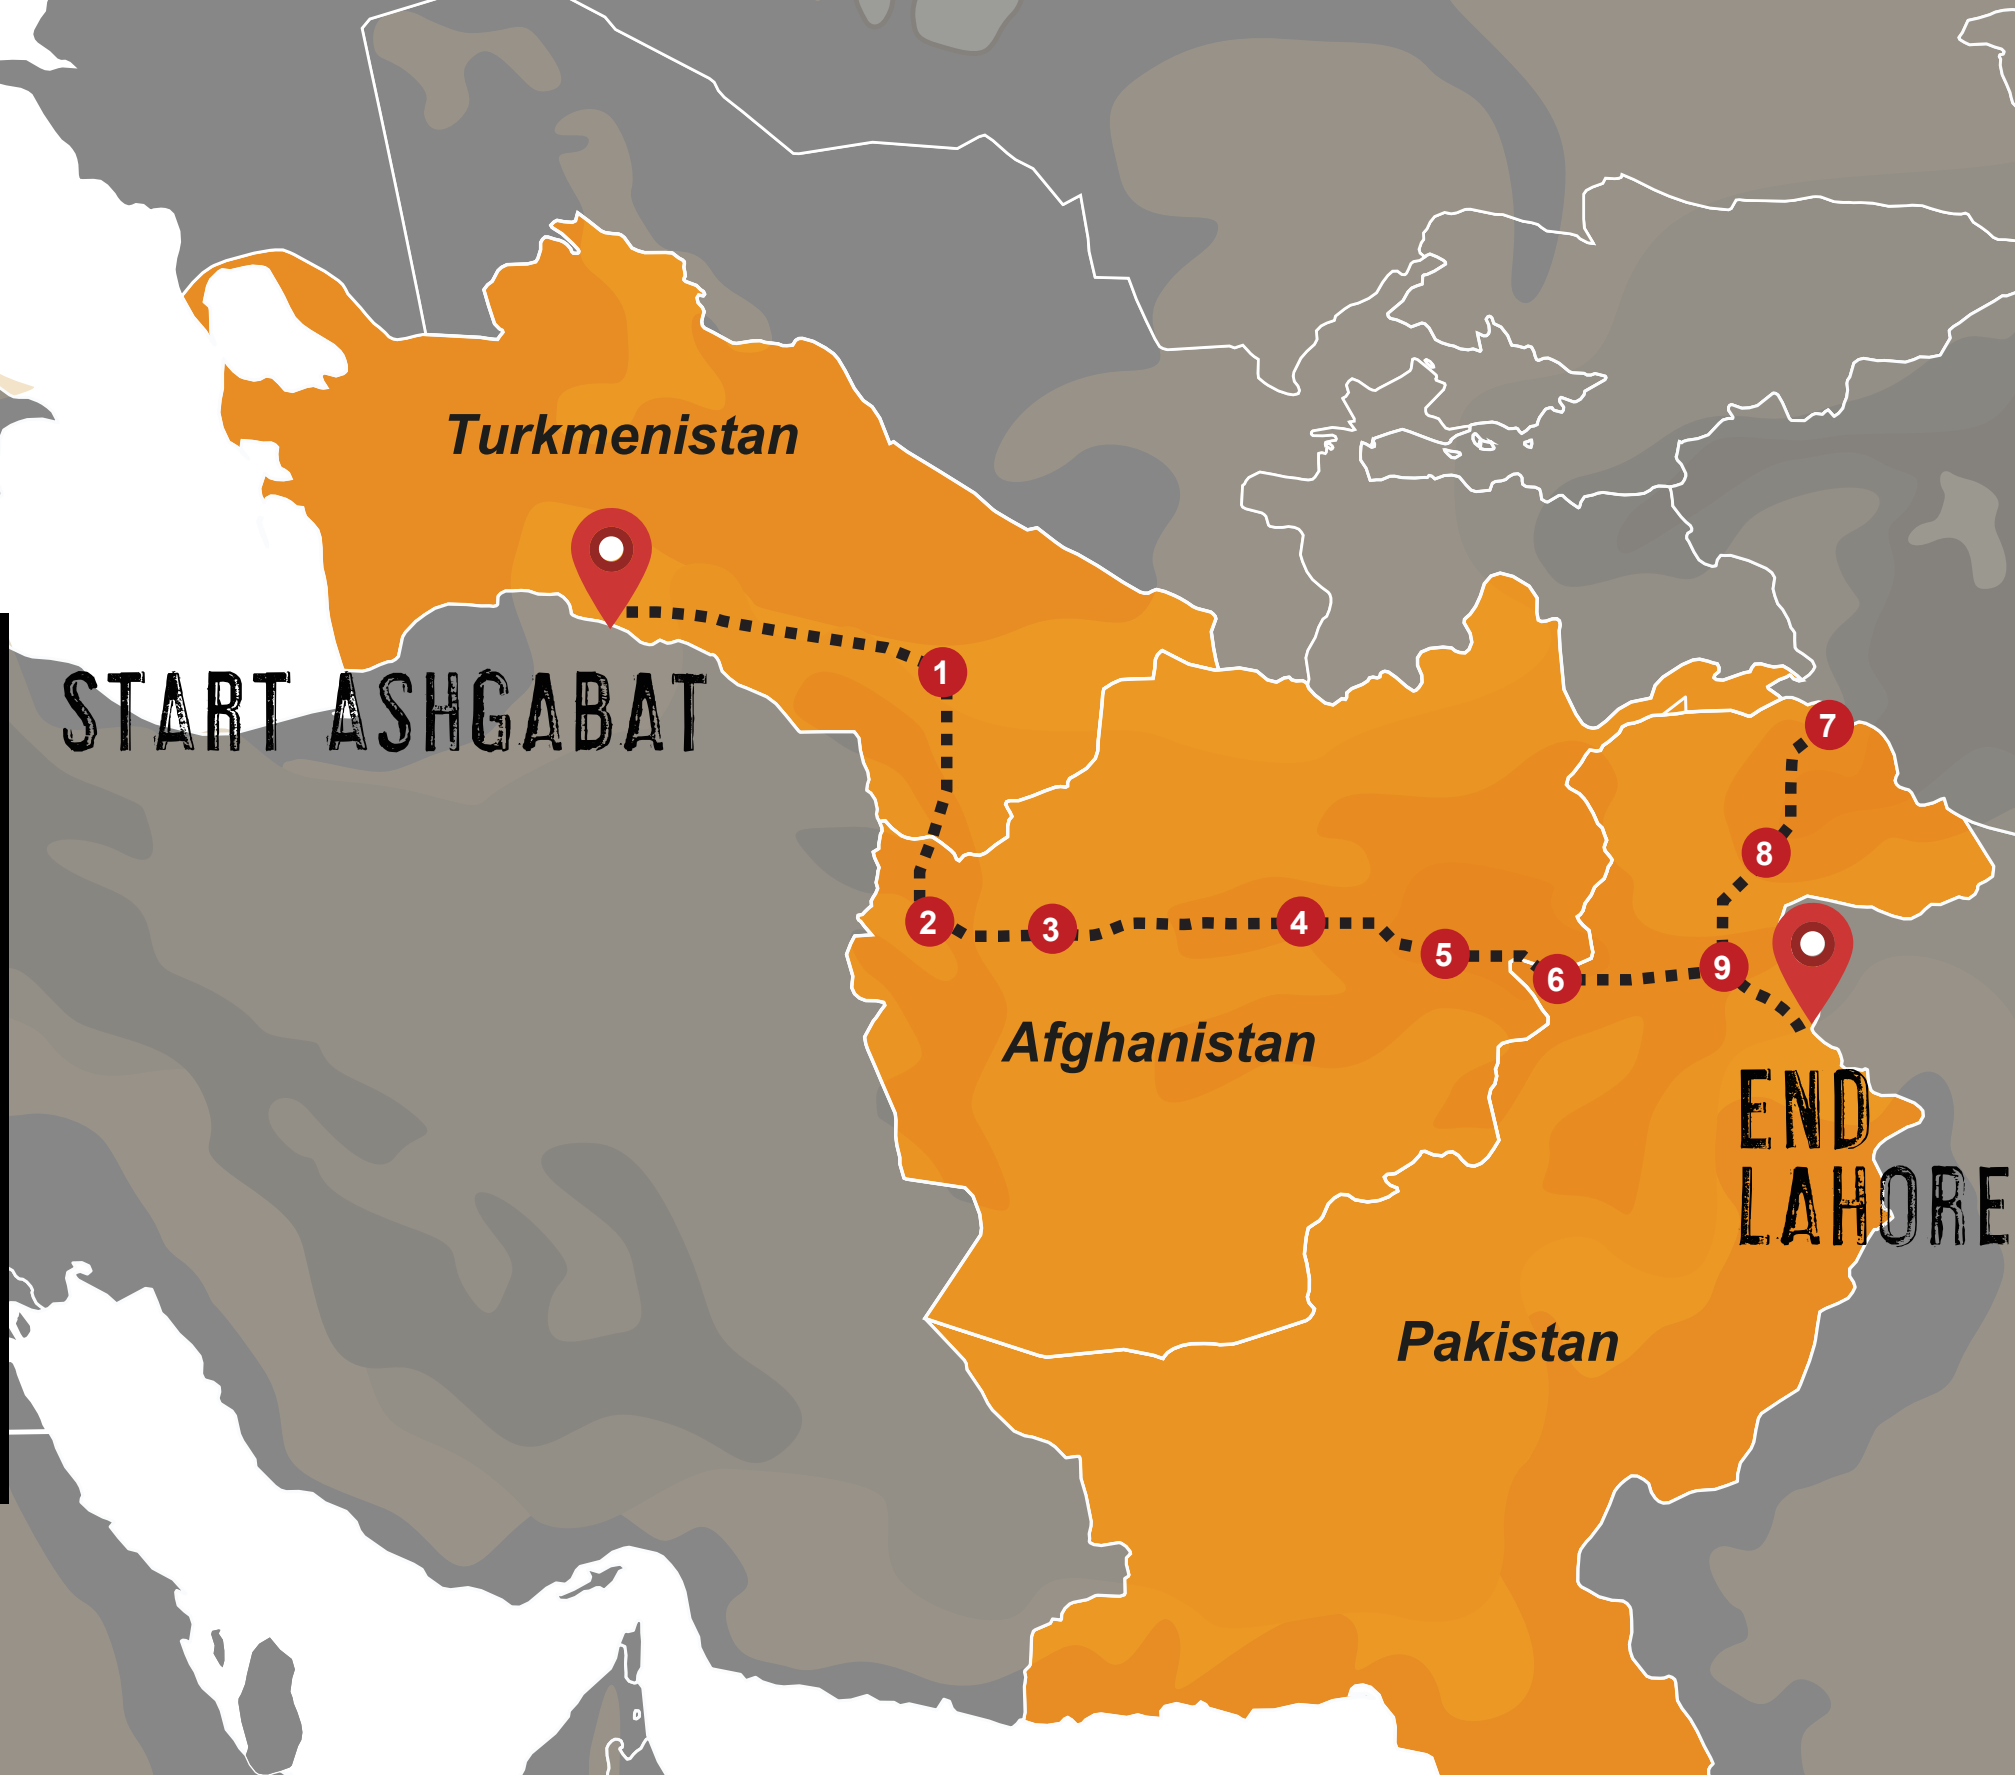 Turkmenistan
START ASHGABAT
1
2
3
4
5
6
7
8
9
Afghanistan
END
LAHORE
Pakistan